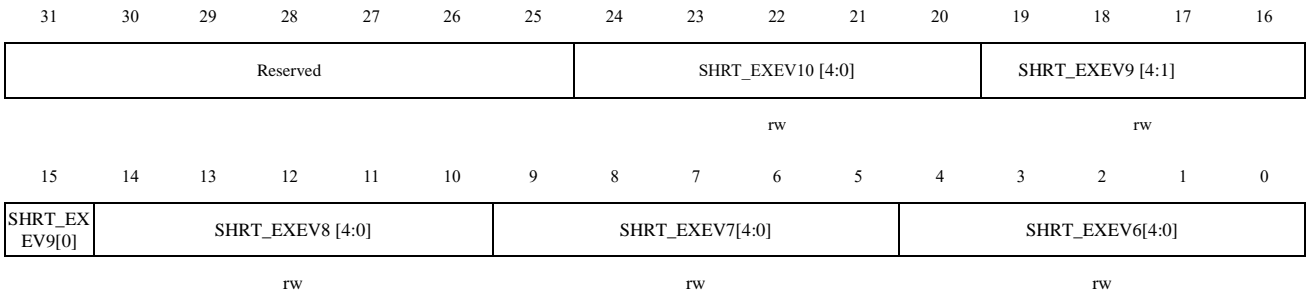 31 30 29 28 27 26 25 24 23 22 21 20 19 18 17 16
Reserved SHRT_EXEV10 [4:0] SHRT_EXEV9 [4:1]
rw rw
15 14 13 12 11 10 9 8 7 6 5 4 3 2 1 0
SHRT_EX
EV9[0] SHRT_EXEV8 [4:0] SHRT_EXEV7[4:0] SHRT_EXEV6[4:0]
rw rw rw